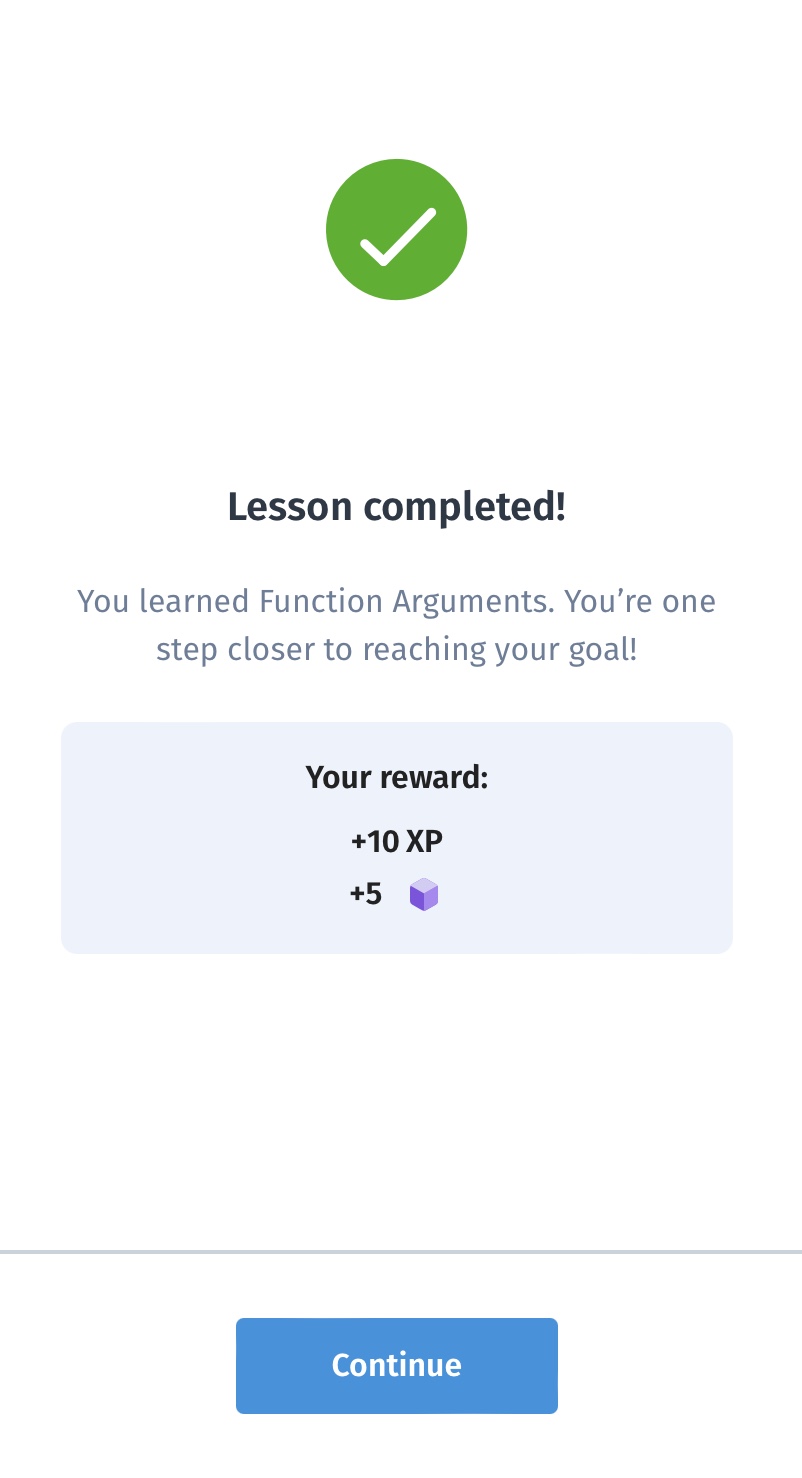 Lesson completed!
You learned Function Arguments. You’re one
step closer to reaching your goal!
Your reward:
+10 XP
+5
Continue